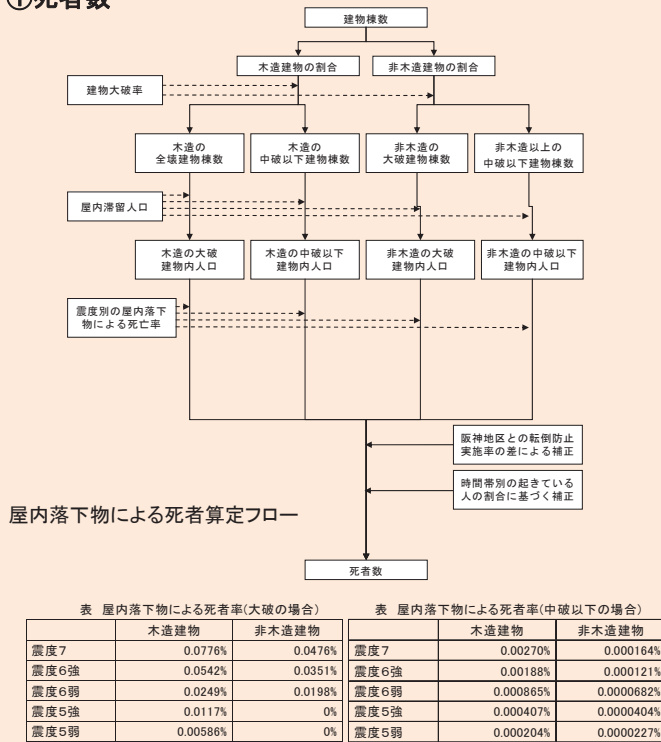 ①死者数
建物棟数
木造建物の割合
非木造建物の割合
建物大破率
木造の
全壊建物棟数
木造の
中破以下建物棟数
非木造の
大破建物棟数
非木造以上の
中破以下建物棟数
屋内滞留人口
木造の大破
建物内人口
木造の中破以下
建物内人口
非木造の大破
建物内人口
非木造の中破以下
建物内人口
震度別の屋内落下
物による死亡率
阪神地区との転倒防止
実施率の差による補正
時間帯別の起きている
人の割合に基づく補正
屋内落下物による死者算定フロー
死者数
表 屋内落下物による死者率(大破の場合)
木造建物 非木造建物
震度7 0.0776% 0.0476%
震度6強 0.0542% 0.0351%
震度6弱 0.0249% 0.0198%
震度5強 0.0117% 0%
震度5弱 0.00586% 0%
表 屋内落下物による死者率(中破以下の場合)
木造建物 非木造建物
震度7 0.00270% 0.000164%
震度6強 0.00188% 0.000121%
震度6弱 0.000865% 0.0000682%
震度5強 0.000407% 0.0000404%
震度5弱 0.000204% 0.0000227%